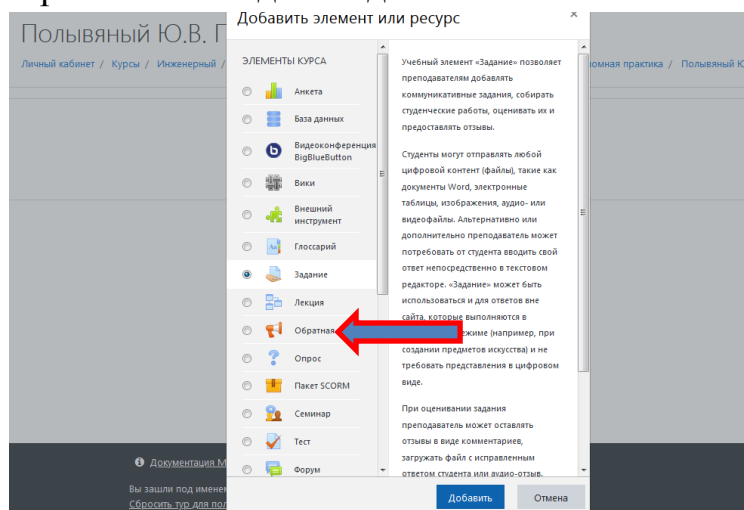 Добавить элемент или ресурс ×
Полывяный Ю.В.
Личный кабинет / Курсы / Инженерный / омная практика / Полывяный Ю
ЭЛЕМЕНТЫ КУРСА
Анкета
База данных
Видеоконференция
BigBlueButton
Вики
Внешний
инструмент
Глоссарий
Задание
Лекция
Обратная
Опрос
Пакет SCORM
Семинар
Тест
Форум
Учебный элемент «Задание» позволяет
преподавателям добавлять
коммуникативные задания, собирать
студенческие работы, оценивать их и
предоставлять отзывы.
Студенты могут отправлять любой
цифровой контент (файлы), такие как
документы Word, электронные
таблицы, изображения, аудио- или
видеофайлы. Альтернативно или
дополнительно преподаватель может
потребовать от студента вводить свой
ответ непосредственно в текстовом
редакторе. «Задание» может быть
использоваться и для ответов вне
сайта, которые выполняются в
ежиме (например, при
создании предметов искусства) и не
требовать представления в цифровом
виде.
При оценивании задания
преподаватель может оставлять
отзывы в виде комментариев,
загружать файл с исправленным
ответом студента или аудио-отзыв.
Документация M
Вы зашли под имене
Сбросить тур для пол
Добавить Отмена